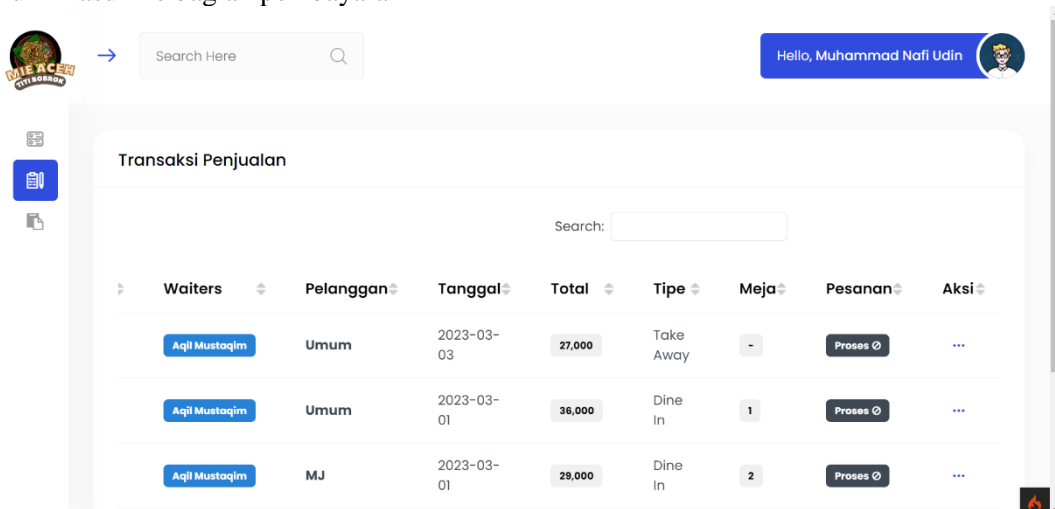 MIE ACEH
TITI BOBROK
Search Here
Hello, Muhammad Nafi Udin
Transaksi Penjualan
Search:
Waiters Pelanggan Tanggal Total Tipe Meja Pesanan Aksi
Aqil Mustaqim Umum 2023-03-03 27,000 Take Away - Proses ...
Aqil Mustaqim Umum 2023-03-01 36,000 Dine In 1 Proses ...
Aqil Mustaqim MJ 2023-03-01 29,000 Dine In 2 Proses ...